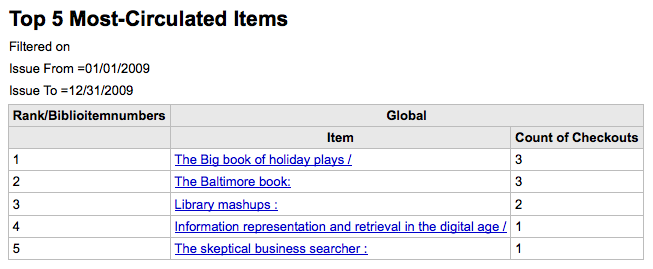 Top 5 Most-Circulated Items
Filtered on
Issue From =01/01/2009
Issue To =12/31/2009
Rank/Biblioitemnumbers Global
Item Count of Checkouts
1 The Big book of holiday plays / 3
2 The Baltimore book: 3
3 Library mashups : 2
4 Information representation and retrieval in the digital age / 1
5 The skeptical business searcher : 1